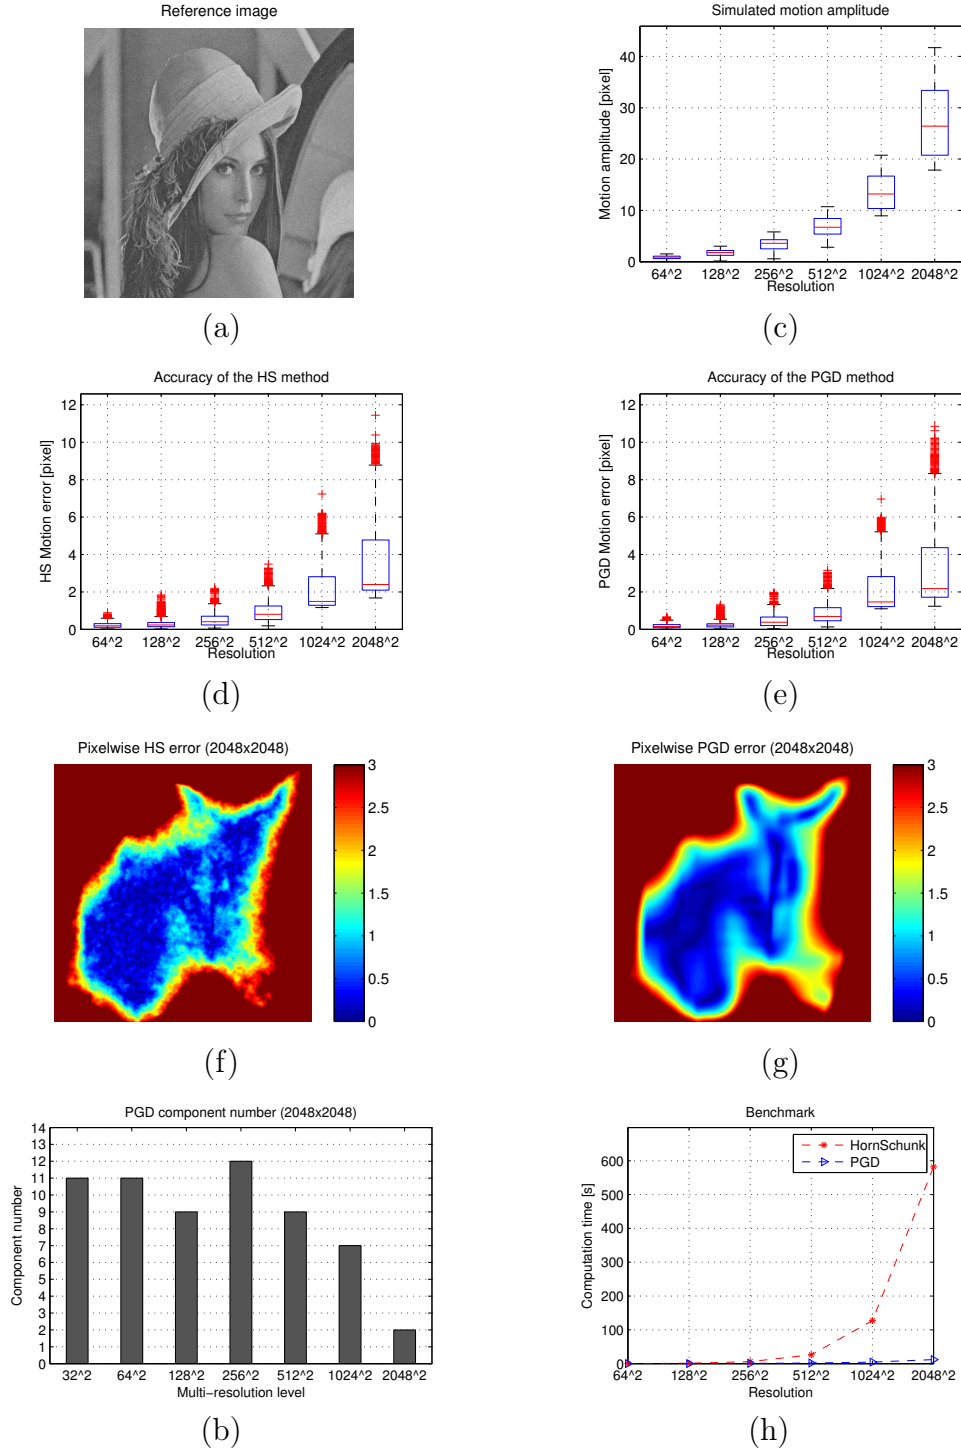 Reference image
(a)
Simulated motion amplitude
Motion amplitude [pixel]
40
30
20
10
0
64^2 128^2 256^2 512^2 1024^2 2048^2
Resolution
(c)
Accuracy of the HS method
HS Motion error [pixel]
12
10
8
6
4
2
0
64^2 128^2 256^2 512^2 1024^2 2048^2
Resolution
(d)
Accuracy of the PGD method
PGD Motion error [pixel]
12
10
8
6
4
2
0
64^2 128^2 256^2 512^2 1024^2 2048^2
Resolution
(e)
Pixelwise HS error (2048x2048)
3
2.5
2
1.5
1
0.5
0
(f)
Pixelwise PGD error (2048x2048)
3
2.5
2
1.5
1
0.5
0
(g)
PGD component number (2048x2048)
Component number
14
13
12
11
10
9
8
7
6
5
4
3
2
1
0
32^2 64^2 128^2 256^2 512^2 1024^2 2048^2
Multi−resolution level
(b)
Benchmark
HornSchunk
PGD
Computation time [s]
600
500
400
300
200
100
0
64^2 128^2 256^2 512^2 1024^2 2048^2
Resolution
(h)